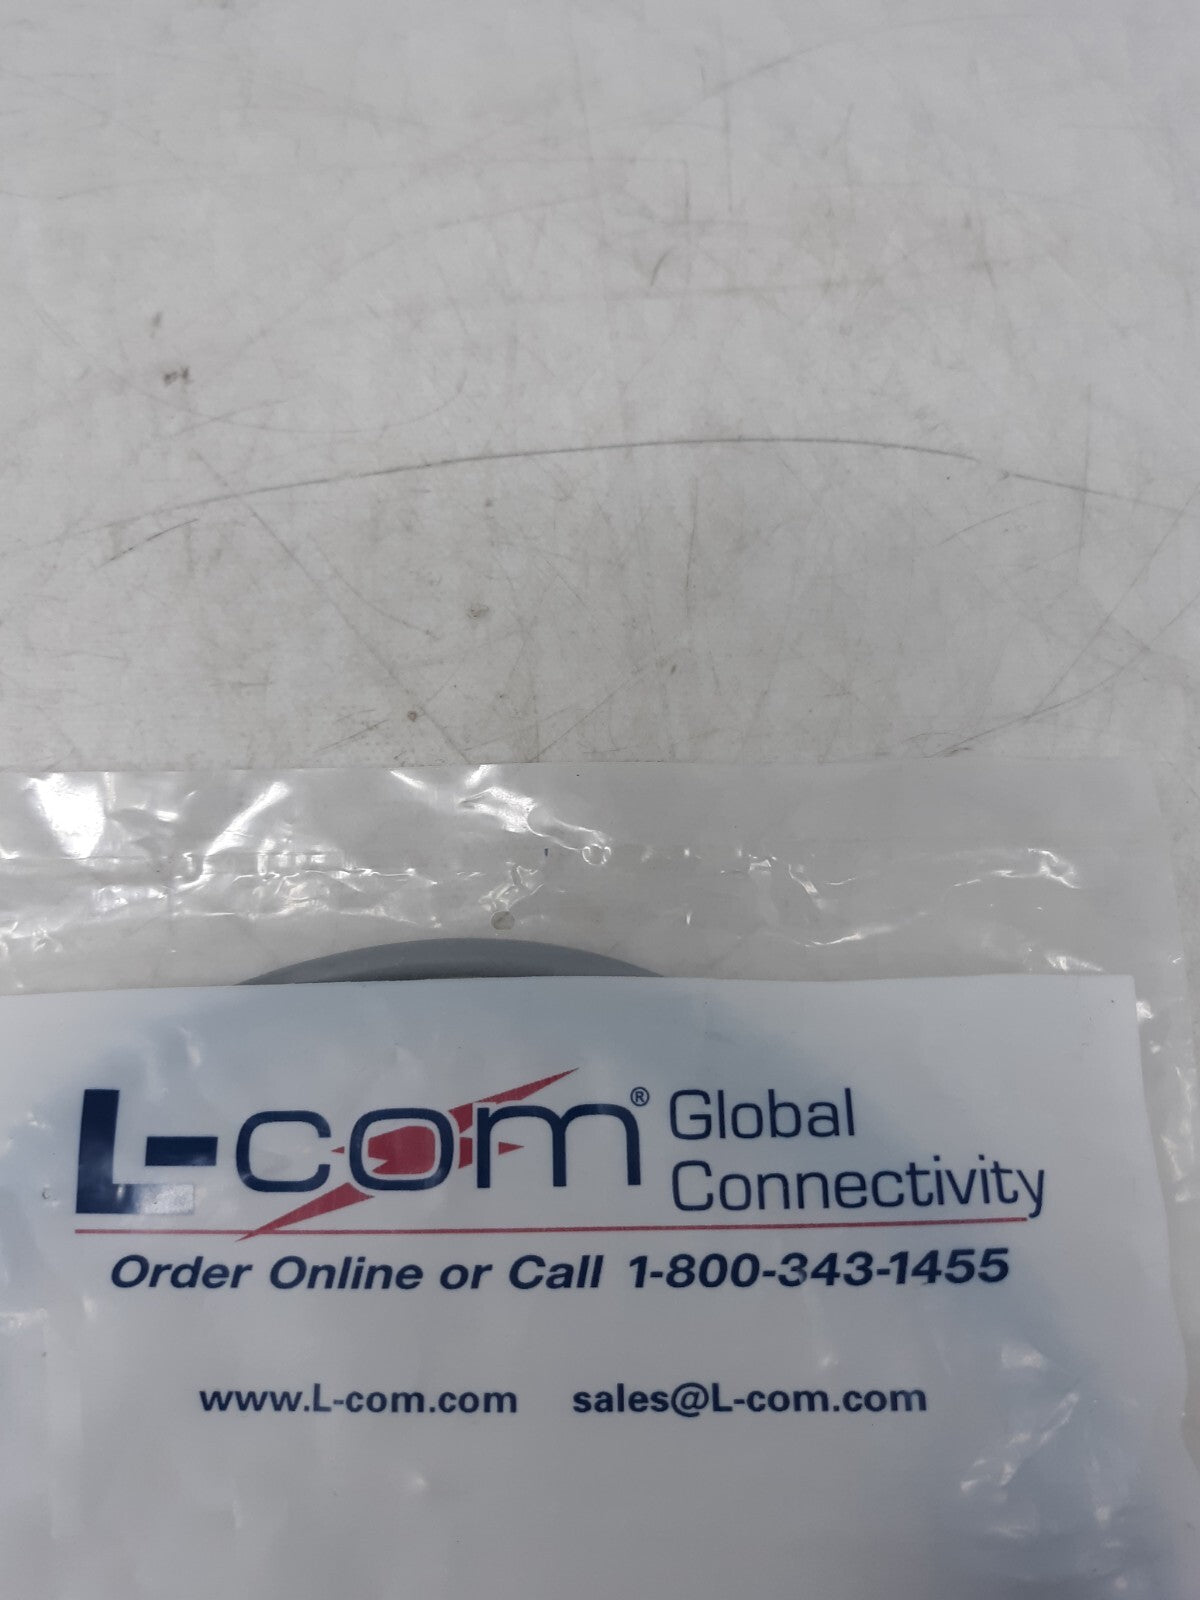 L-com® Global
Connectivity
Order Online or Call 1-800-343-1455
www.L-com.com sales@L-com.com